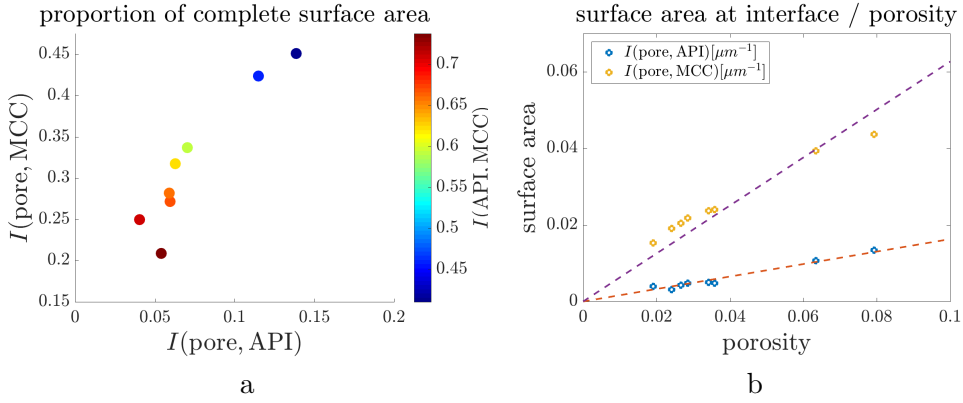 proportion of complete surface area
0.45
0.4
0.35
0.3
0.25
0.2
0.15
I(pore, MCC)
0
0.05
0.1
0.15
0.2
I(pore, API)
0.7
0.65
0.6
0.55
0.5
0.45
I(API, MCC)
a
surface area at interface / porosity
I(pore, API)[μm⁻¹]
I(pore, MCC)[μm⁻¹]
0.06
0.04
0.02
0
surface area
0
0.02
0.04
0.06
0.08
0.1
porosity
b